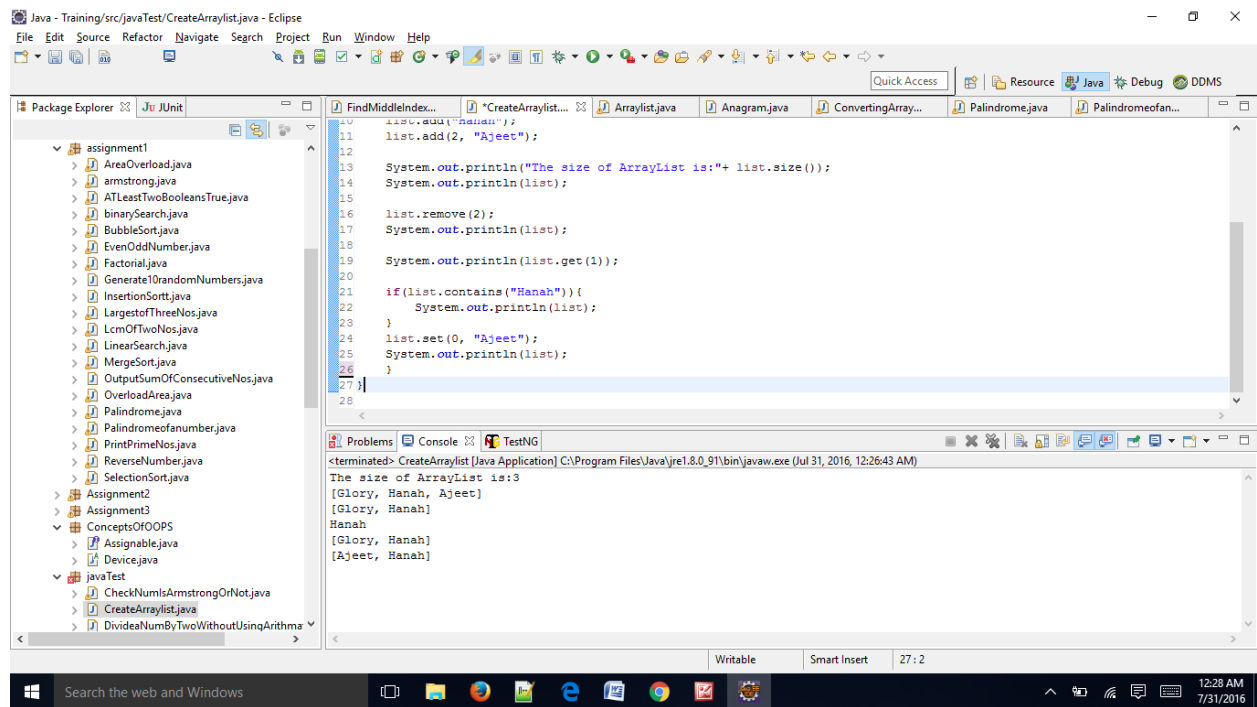 Java - Training/src/javaTest/CreateArraylist.java - Eclipse
File Edit Source Refactor Navigate Search Project Run Window Help
Quick Access Resource Java Debug DDMS
Package Explorer JUnit
FindMiddleIndex... *CreateArraylist.... Arraylist.java Anagram.java ConvertingArray... Palindrome.java Palindromeofan...
assignment1
AreaOverload.java
armstrong.java
ATLeastTwoBooleansTrue.java
binarySearch.java
BubbleSort.java
EvenOddNumber.java
Factorial.java
Generate10randomNumbers.java
InsertionSortt.java
LargestofThreeNos.java
LcmOfTwoNos.java
LinearSearch.java
MergeSort.java
OutputSumOfConsecutiveNos.java
OverloadArea.java
Palindrome.java
Palindromeofanumber.java
PrintPrimeNos.java
ReverseNumber.java
SelectionSort.java
Assignment2
Assignment3
ConceptsOfOOPS
Assignable.java
Device.java
javaTest
CheckNumIsArmstrongOrNot.java
CreateArraylist.java
DivideaNumByTwoWithoutUsingArithma
10 list.add("Hanah");
11 list.add(2, "Ajeet");
12
13 System.out.println("The size of ArrayList is:"+ list.size());
14 System.out.println(list);
15
16 list.remove(2);
17 System.out.println(list);
18
19 System.out.println(list.get(1));
20
21 if(list.contains("Hanah")){
22 System.out.println(list);
23 }
24 list.set(0, "Ajeet");
25 System.out.println(list);
26 }
27 }
28
Problems Console TestNG
<terminated> CreateArraylist [Java Application] C:\Program Files\Java\jre1.8.0_91\bin\javaw.exe (Jul 31, 2016, 12:26:43 AM)
The size of ArrayList is:3
[Glory, Hanah, Ajeet]
[Glory, Hanah]
Hanah
[Glory, Hanah]
[Ajeet, Hanah]
Writable Smart Insert 27 : 2
Search the web and Windows
12:28 AM
7/31/2016